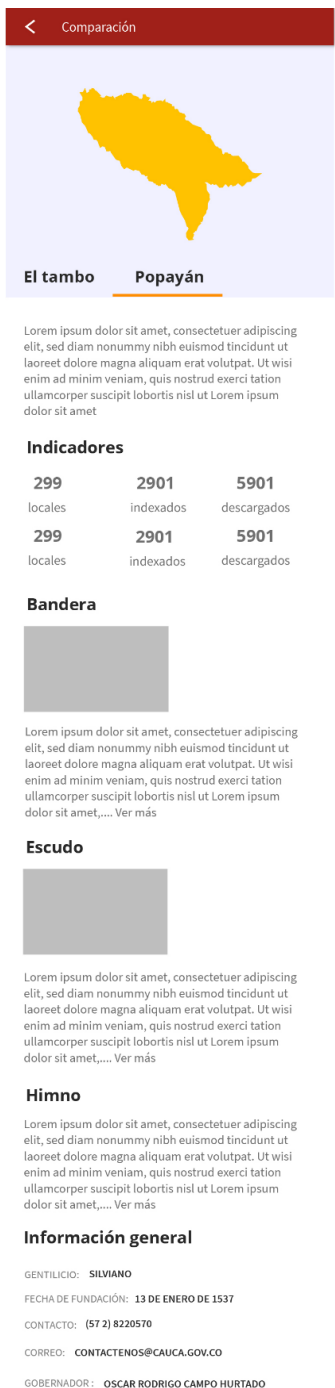 Comparación
El tambo Popayán
Lorem ipsum dolor sit amet, consectetuer adipiscing
elit, sed diam nonummy nibh euismod tincidunt ut
laoreet dolore magna aliquam erat volutpat. Ut wisi
enim ad minim veniam, quis nostrud exerci tation
ullamcorper suscipit lobortis nisl ut Lorem ipsum
dolor sit amet
Indicadores
299 2901 5901
locales indexados descargados
299 2901 5901
locales indexados descargados
Bandera
Lorem ipsum dolor sit amet, consectetuer adipiscing
elit, sed diam nonummy nibh euismod tincidunt ut
laoreet dolore magna aliquam erat volutpat. Ut wisi
enim ad minim veniam, quis nostrud exerci tation
ullamcorper suscipit lobortis nisl ut Lorem ipsum
dolor sit amet,.... Ver más
Escudo
Lorem ipsum dolor sit amet, consectetuer adipiscing
elit, sed diam nonummy nibh euismod tincidunt ut
laoreet dolore magna aliquam erat volutpat. Ut wisi
enim ad minim veniam, quis nostrud exerci tation
ullamcorper suscipit lobortis nisl ut Lorem ipsum
dolor sit amet,.... Ver más
Himno
Lorem ipsum dolor sit amet, consectetuer adipiscing
elit, sed diam nonummy nibh euismod tincidunt ut
laoreet dolore magna aliquam erat volutpat. Ut wisi
enim ad minim veniam, quis nostrud exerci tation
ullamcorper suscipit lobortis nisl ut Lorem ipsum
dolor sit amet,.... Ver más
Información general
GENTILICIO: SILVIANO
FECHA DE FUNDACIÓN: 13 DE ENERO DE 1537
CONTACTO: (57 2) 8220570
CORREO: CONTACTENOS@CAUCA.GOV.CO
GOBERNADOR : OSCAR RODRIGO CAMPO HURTADO